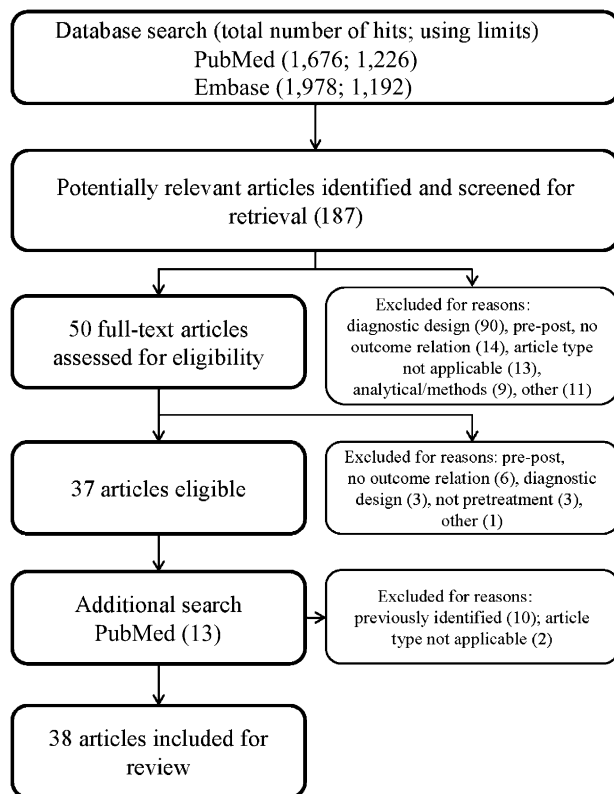 Database search (total number of hits; using limits)
PubMed (1,676; 1,226)
Embase (1,978; 1,192)
Potentially relevant articles identified and screened for
retrieval (187)
50 full-text articles
assessed for eligibility
Excluded for reasons:
diagnostic design (90), pre-post, no
outcome relation (14), article type
not applicable (13),
analytical/methods (9), other (11)
37 articles eligible
Excluded for reasons: pre-post,
no outcome relation (6), diagnostic
design (3), not pretreatment (3),
other (1)
Additional search
PubMed (13)
Excluded for reasons:
previously identified (10); article
type not applicable (2)
38 articles included for
review